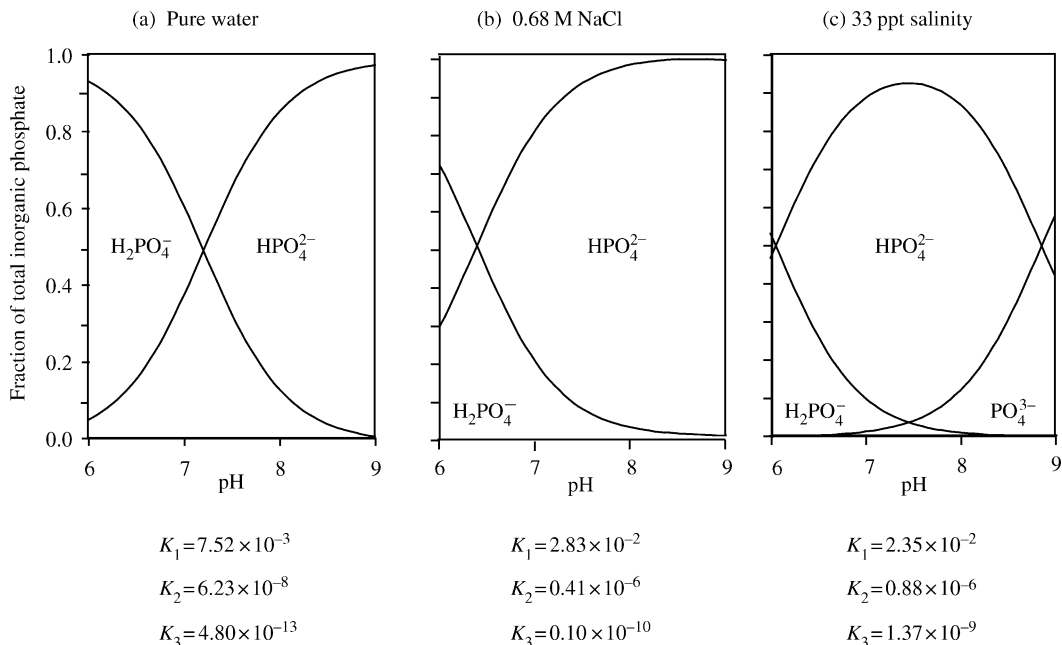 (a) Pure water
(b) 0.68 M NaCl
(c) 33 ppt salinity
Fraction of total inorganic phosphate
1.0
0.8
0.6
0.4
0.2
0.0
H₂PO₄⁻
HPO₄²⁻
6 7 8 9
pH
HPO₄²⁻
H₂PO₄⁻
6 7 8 9
pH
HPO₄²⁻
H₂PO₄⁻
PO₄³⁻
6 7 8 9
pH
K₁=7.52×10⁻³
K₂=6.23×10⁻⁸
K₃=4.80×10⁻¹³
K₁=2.83×10⁻²
K₂=0.41×10⁻⁶
K₃=0.10×10⁻¹⁰
K₁=2.35×10⁻²
K₂=0.88×10⁻⁶
K₃=1.37×10⁻⁹